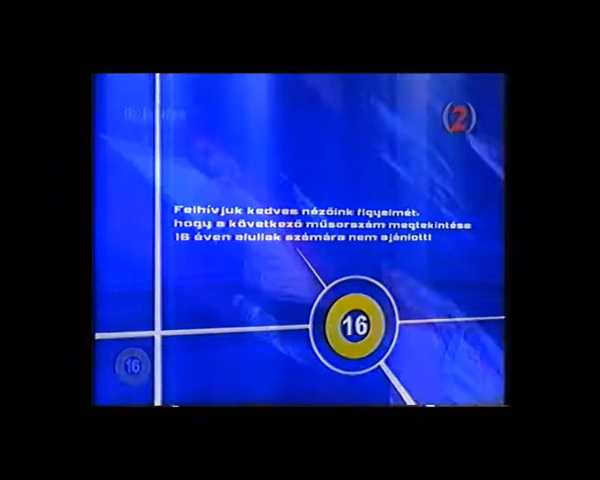 2
Felhívjuk kedves nézőink figyelmét,
hogy a következő műsorszám megtekintése
16 éven aluliak számára nem ajánlott!
16
16